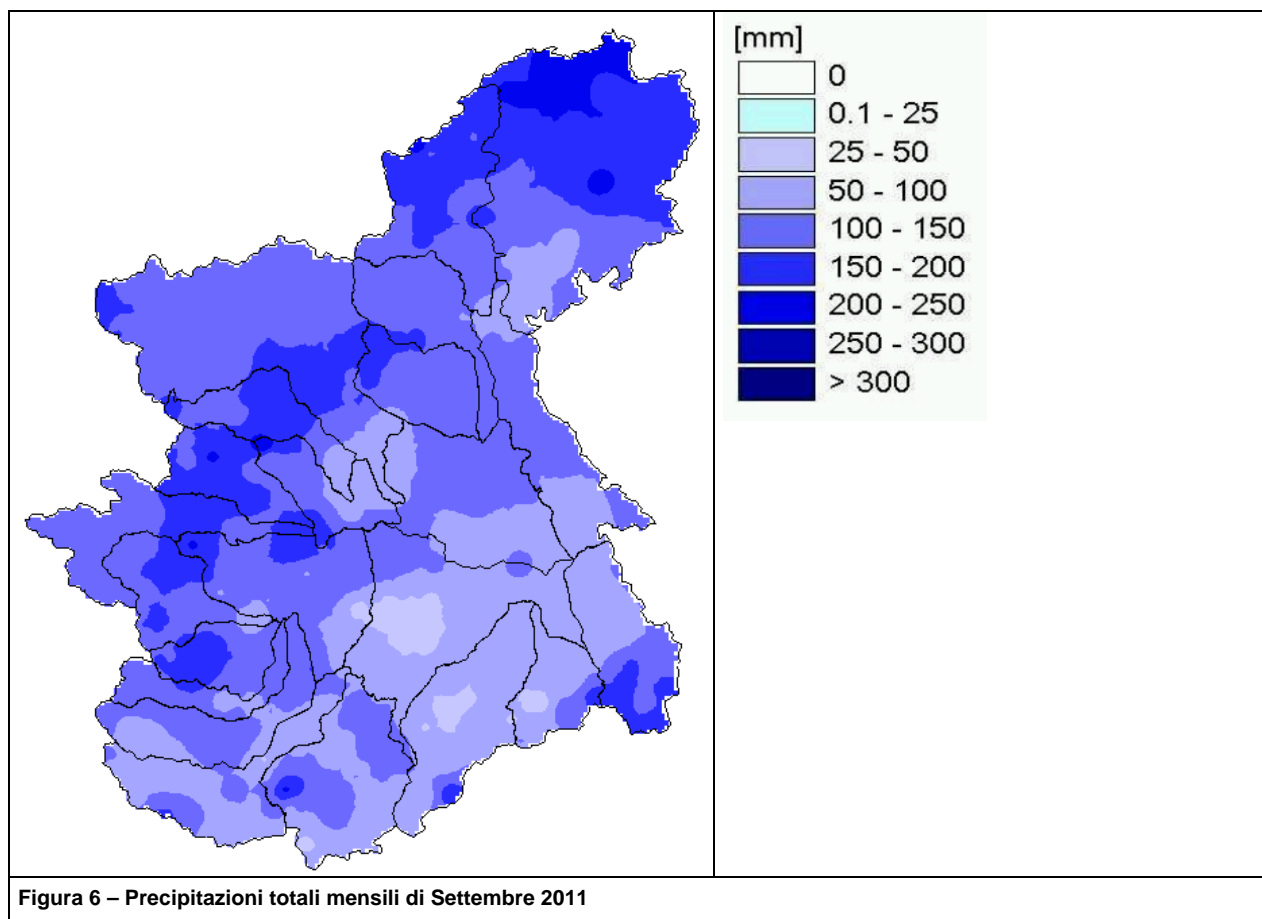 [mm]
0
0.1 - 25
25 - 50
50 - 100
100 - 150
150 - 200
200 - 250
250 - 300
> 300
Figura 6 – Precipitazioni totali mensili di Settembre 2011